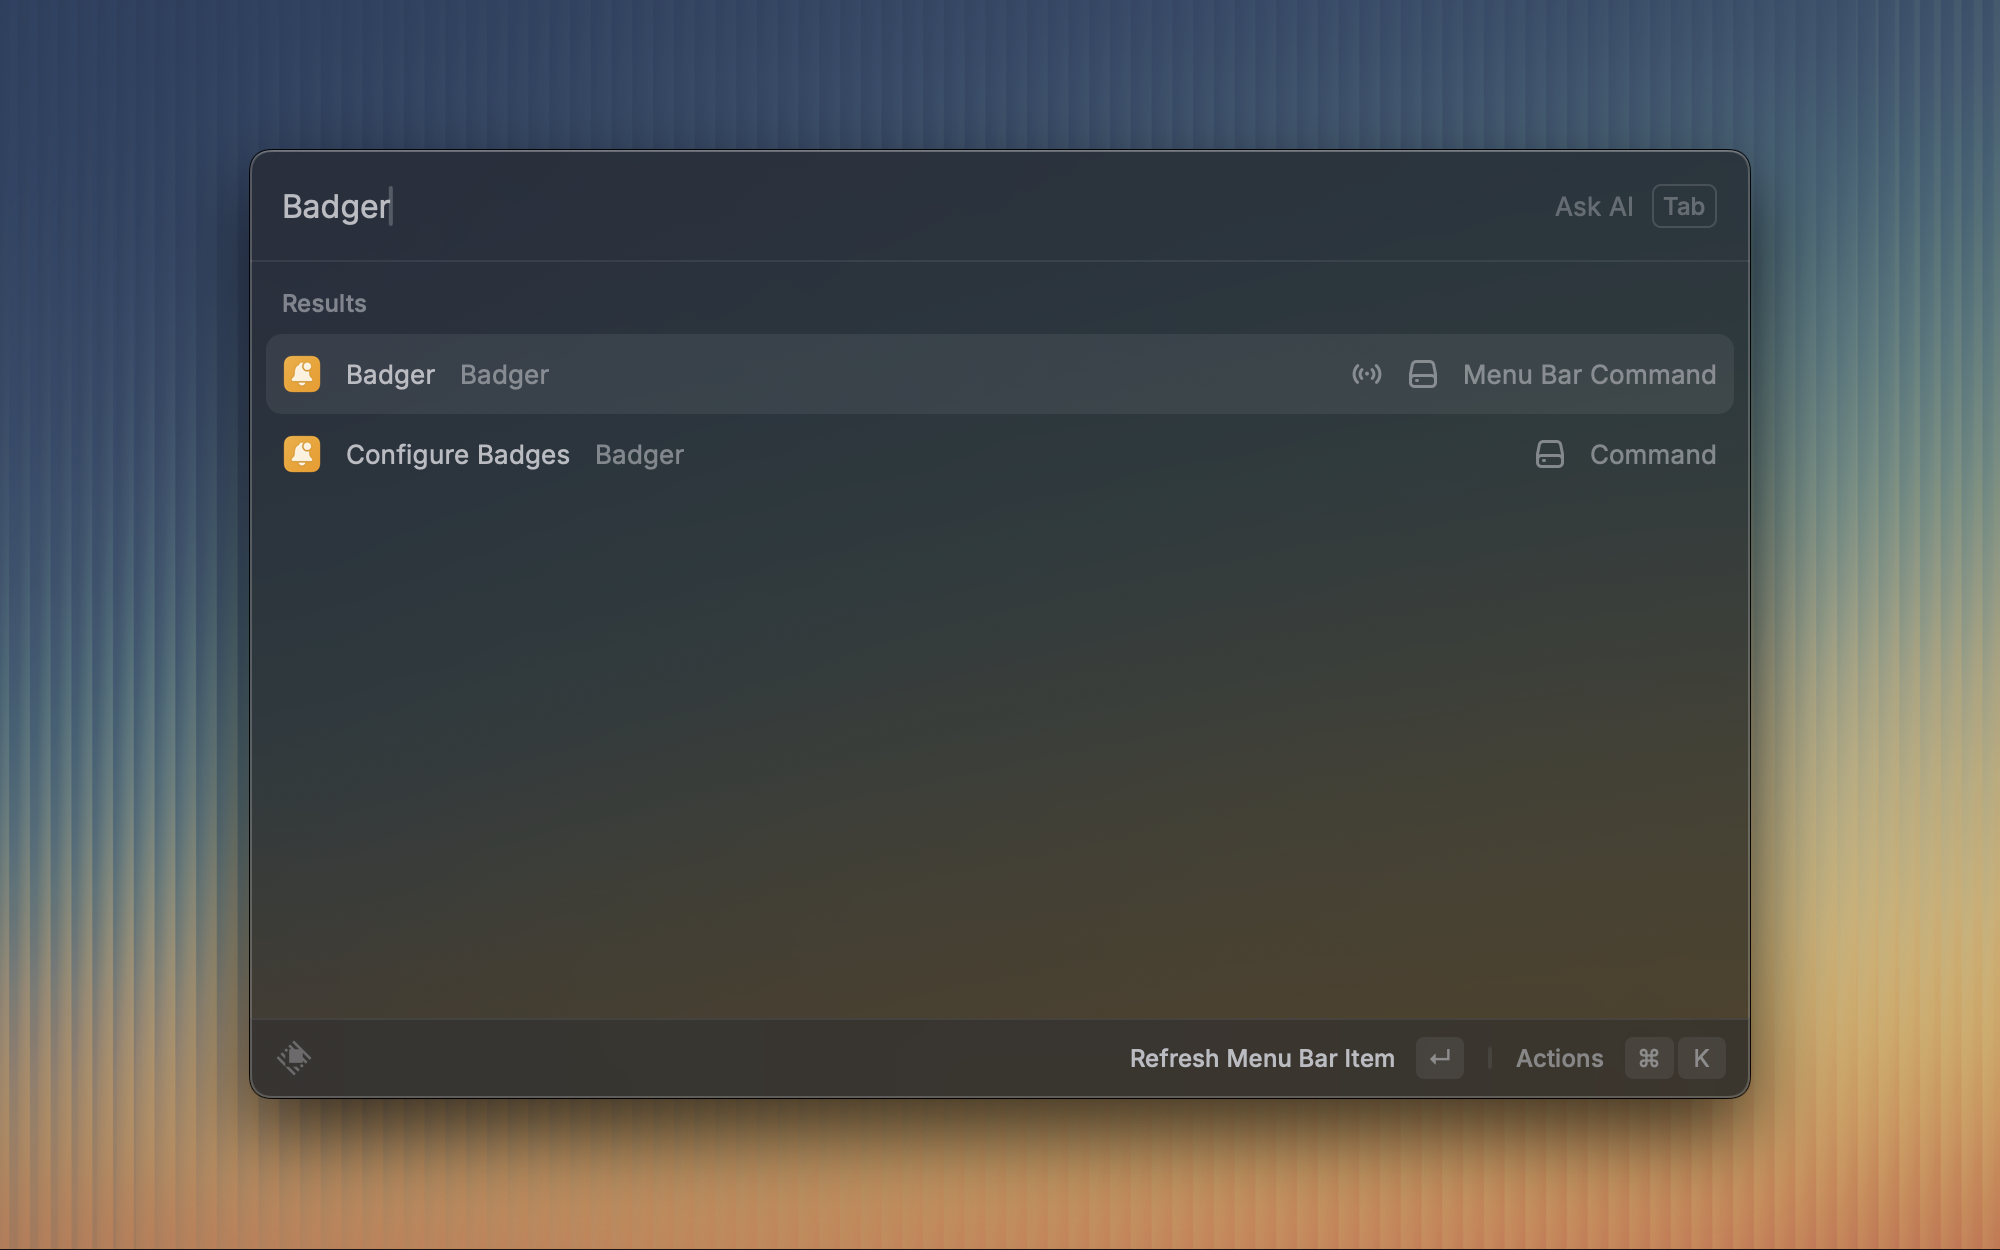 Badger Ask AI Tab
Results
Badger Badger Menu Bar Command
Configure Badges Badger Command
Refresh Menu Bar Item ↵ Actions ⌘ K